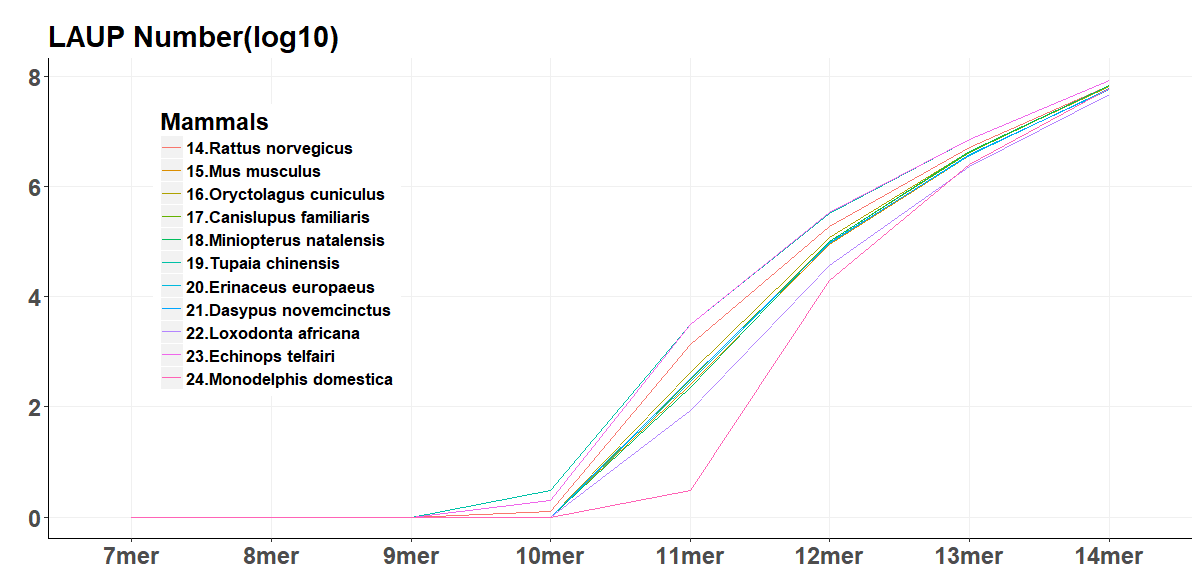 LAUP Number(log10)
8
Mammals
14.Rattus norvegicus
15.Mus musculus
6
16.Oryctolagus cuniculus
17.Canislupus familiaris
18.Miniopterus natalensis
19.Tupaia chinensis
20.Erinaceus europaeus
4
21.Dasypus novemcinctus
22.Loxodonta africana
23.Echinops telfairi
24.Monodelphis domestica
2
0
7mer 8mer 9mer 10mer 11mer 12mer 13mer 14mer